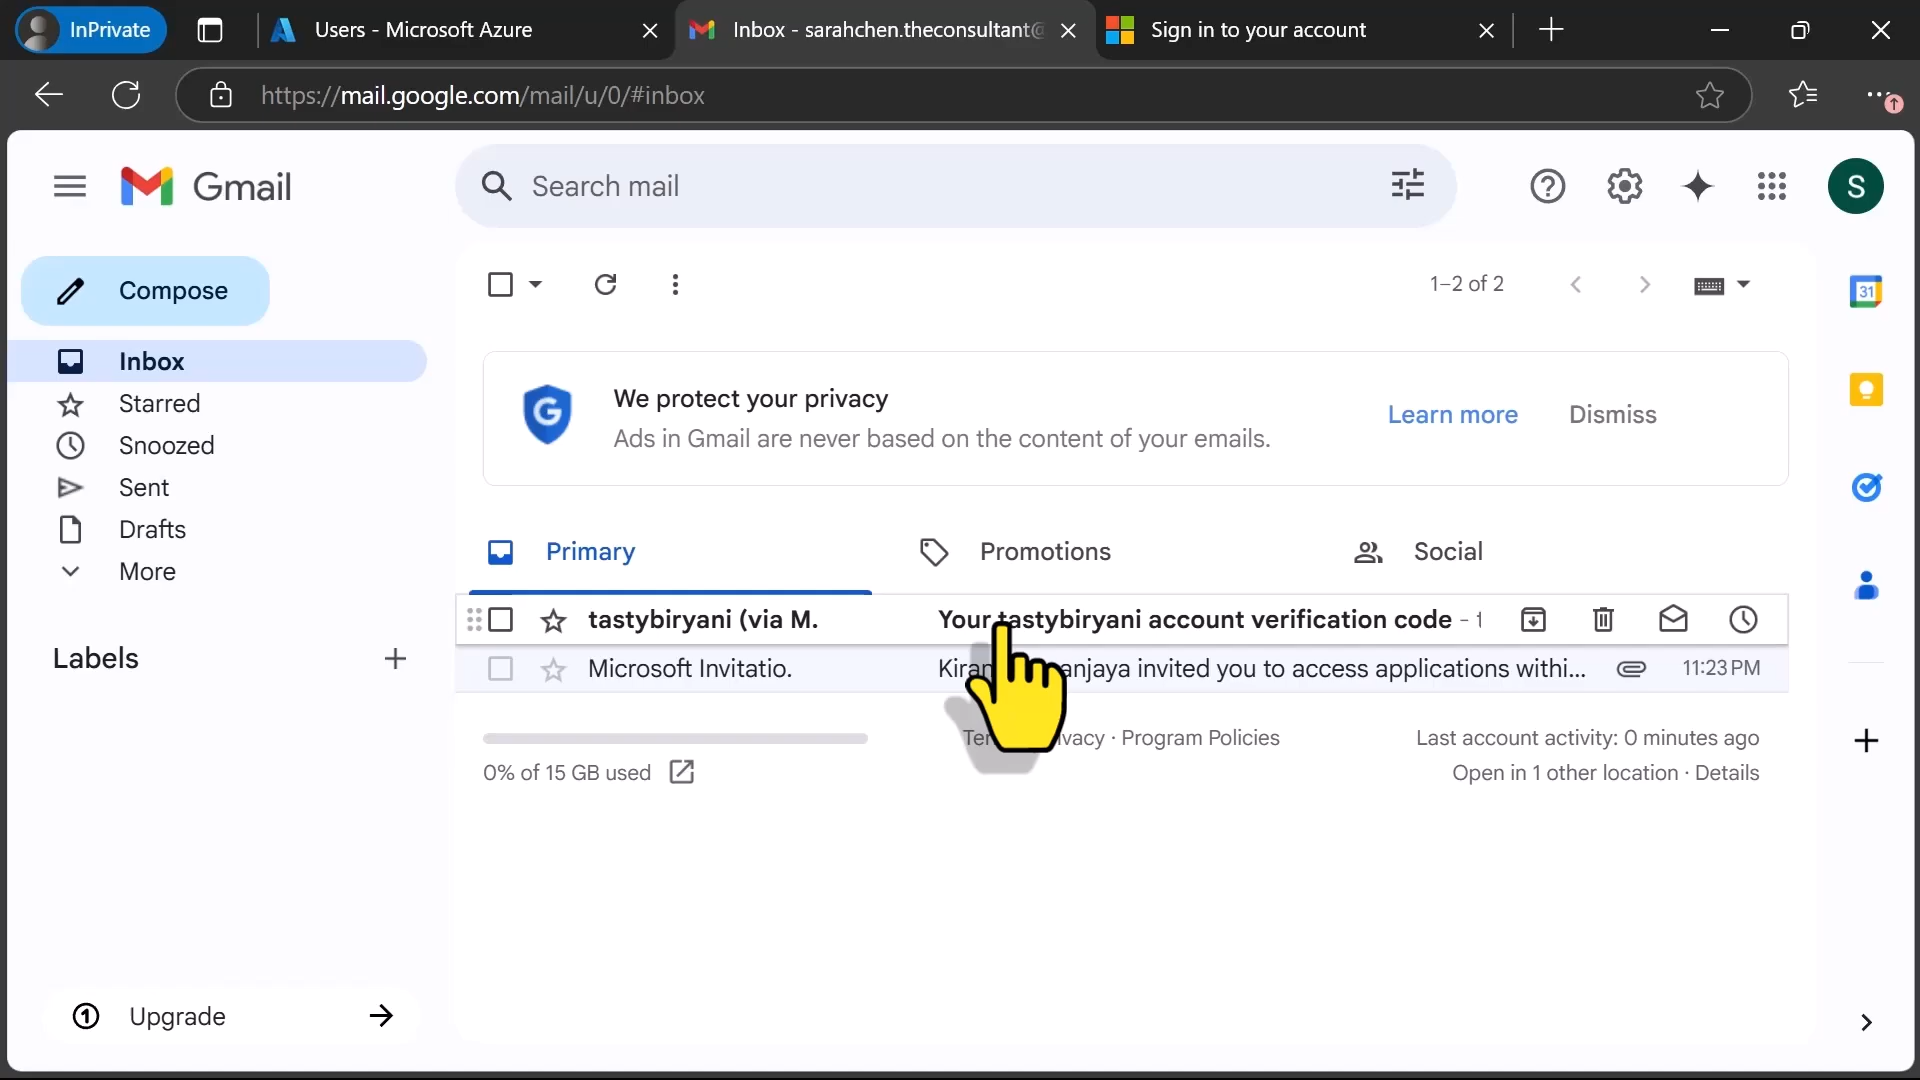 InPrivate
Users - Microsoft Azure
Inbox - sarahchen.theconsultant@
Sign in to your account
https://mail.google.com/mail/u/0/#inbox
Gmail
Search mail
S
Compose
1–2 of 2
31
Inbox
Starred
Snoozed
Sent
Drafts
More
G
We protect your privacy
Ads in Gmail are never based on the content of your emails.
Learn more
Dismiss
Primary
Promotions
Social
tastybiryani (via M.
Your tastybiryani account verification code - t
Microsoft Invitatio.
invited you to access applications withi...
11:23 PM
Labels
0% of 15 GB used
· Program Policies
Last account activity: 0 minutes ago
Open in 1 other location · Details
1
Upgrade